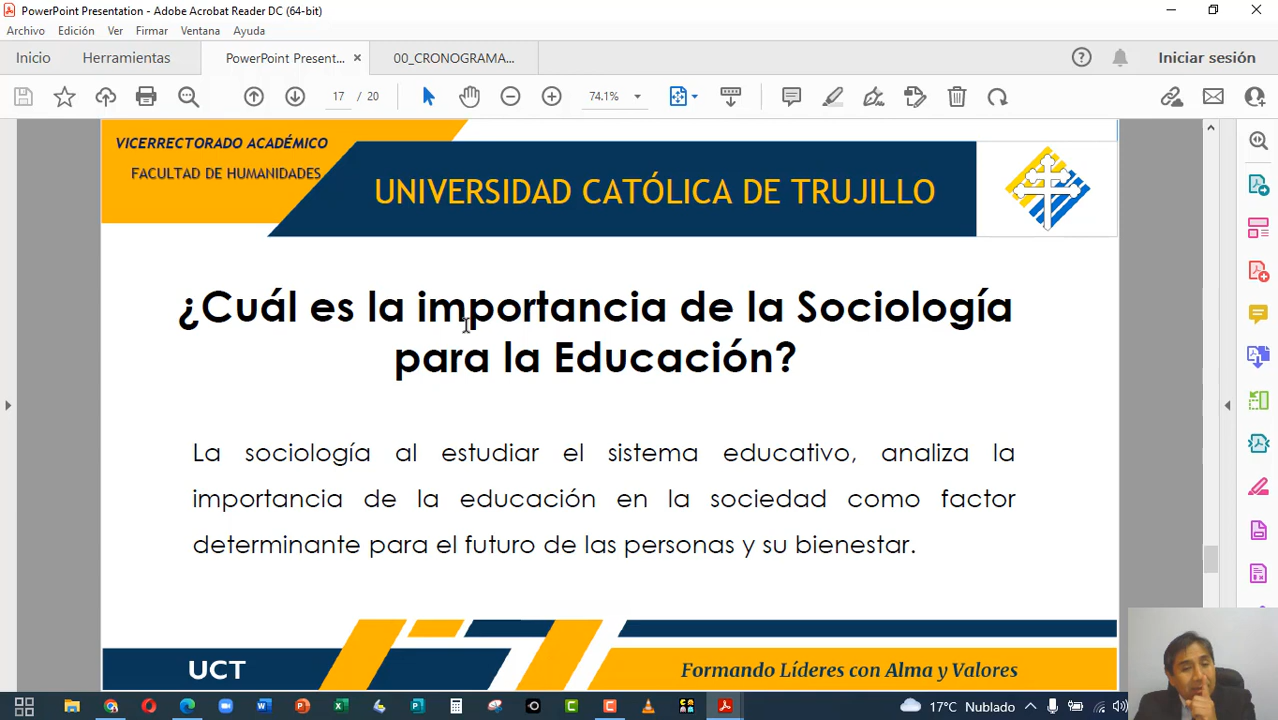 PowerPoint Presentation - Adobe Acrobat Reader DC (64-bit)
Archivo Edición Ver Firmar Ventana Ayuda
Inicio Herramientas PowerPoint Present... × 00_CRONOGRAMA... Iniciar sesión
17 / 20 74.1%
VICERRECTORADO ACADÉMICO
FACULTAD DE HUMANIDADES
UNIVERSIDAD CATÓLICA DE TRUJILLO
¿Cuál es la importancia de la Sociología
para la Educación?
La sociología al estudiar el sistema educativo, analiza la
importancia de la educación en la sociedad como factor
determinante para el futuro de las personas y su bienestar.
UCT
Formando Líderes con Alma y Valores
17°C Nublado